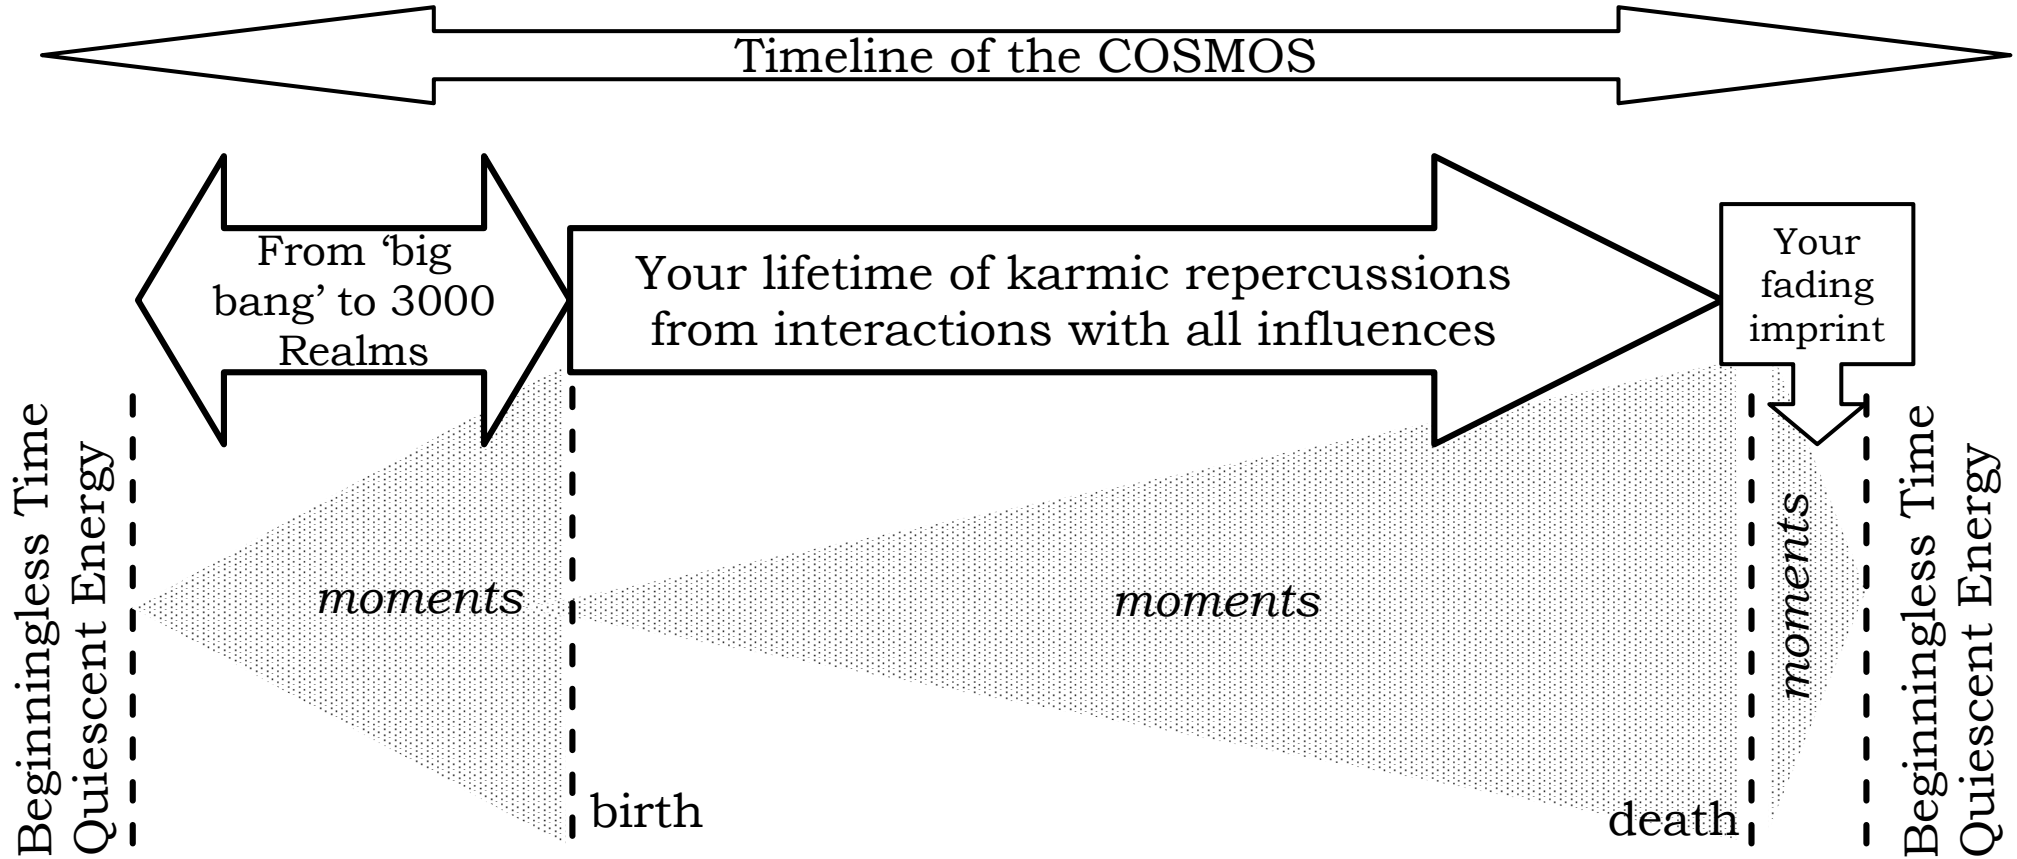 Timeline of the COSMOS
From ‘big
bang’ to 3000
Realms
Your lifetime of karmic repercussions
from interactions with all influences
Your
fading
imprint
Beginningless Time
Quiescent Energy
moments
birth
moments
death
moments
Beginningless Time
Quiescent Energy